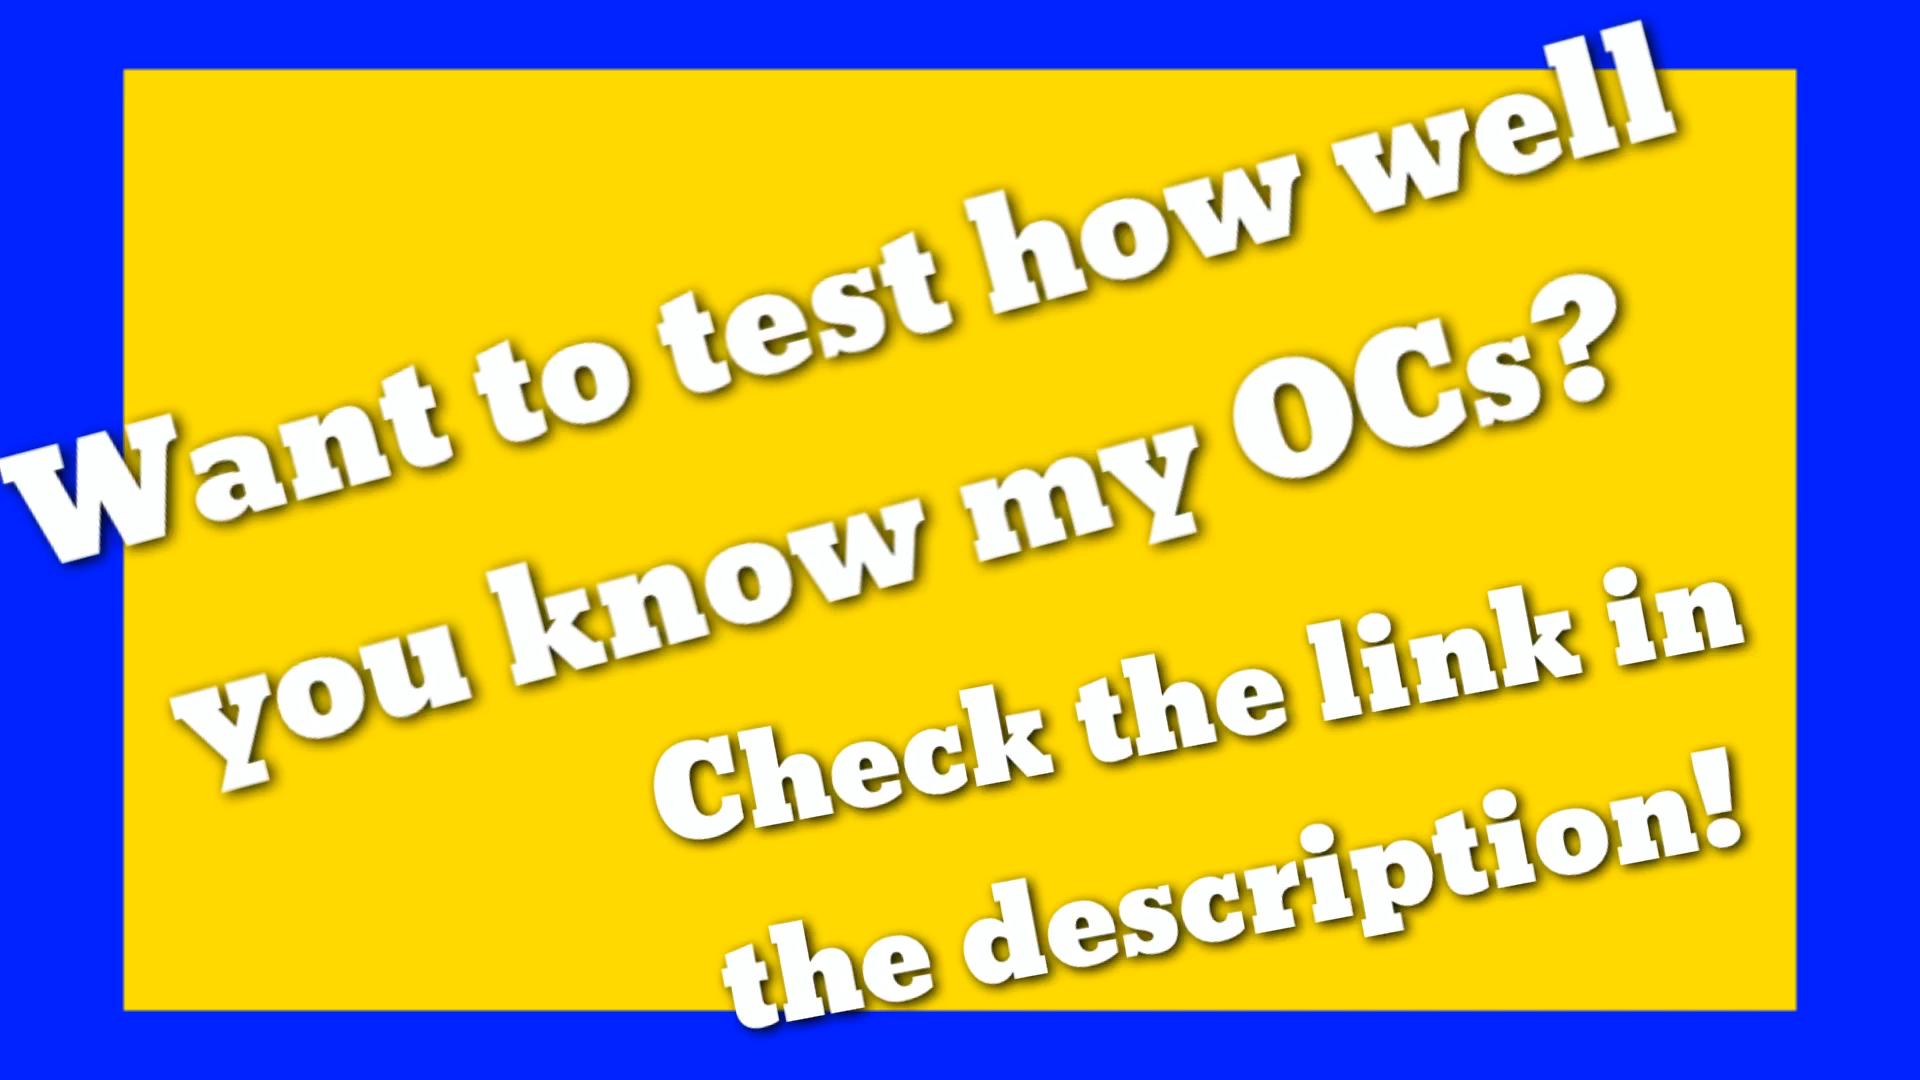 Want to test how well
you know my OCs?
Check the link in
the description!